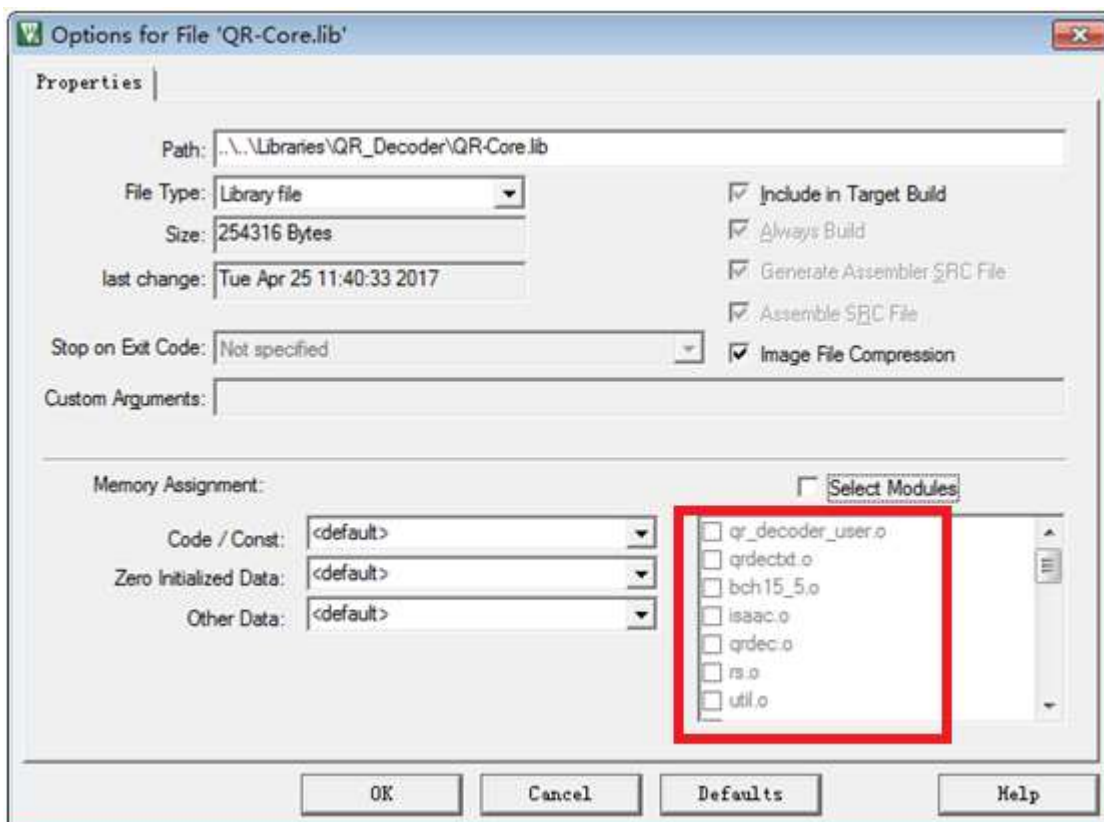 Options for File 'QR-Core.lib'
Properties
Path: ..\..\Libraries\QR_Decoder\QR-Core.lib
File Type: Library file
Include in Target Build
Size: 254316 Bytes
Always Build
last change: Tue Apr 25 11:40:33 2017
Generate Assembler SRC File
Assemble SRC File
Stop on Exit Code: Not specified
Image File Compression
Custom Arguments:
Memory Assignment:
Select Modules
Code / Const: <default>
Zero Initialized Data: <default>
Other Data: <default>
qr_decoder_user.o
qrdectxt.o
bch15_5.o
isaac.o
qrdec.o
rs.o
util.o
OK
Cancel
Defaults
Help